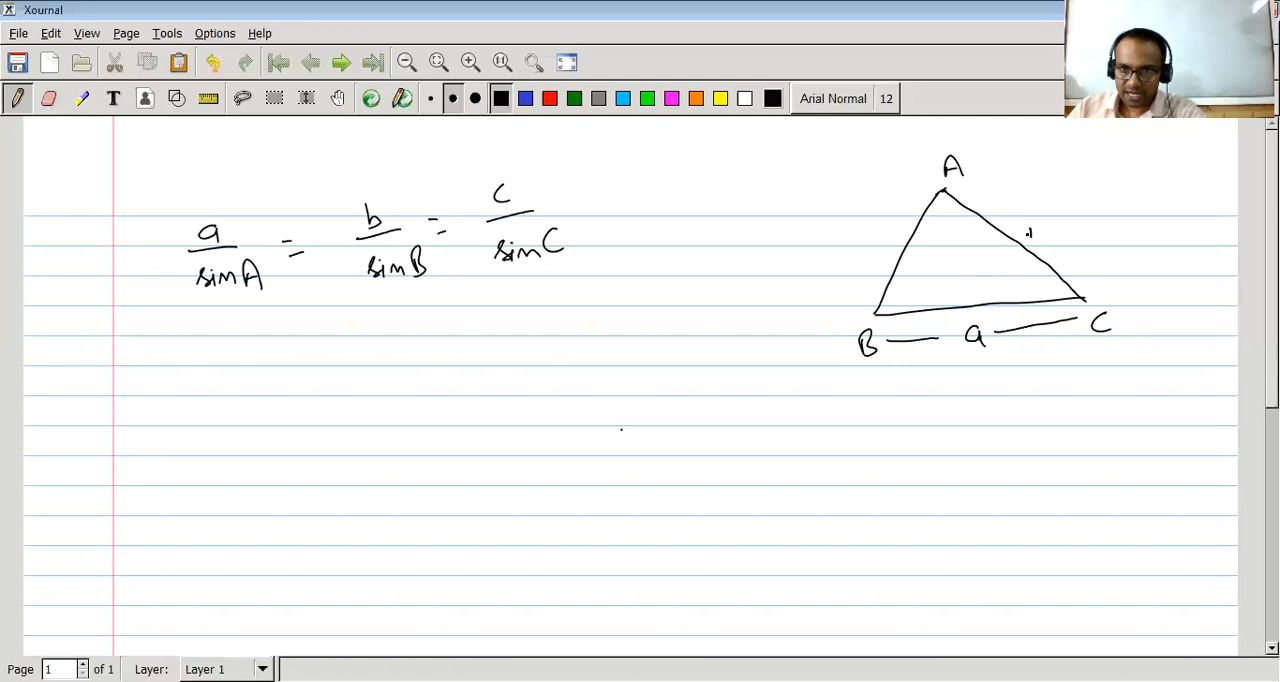 Xournal
File Edit View Page Tools Options Help
Arial Normal 12
a/sinA = b/sinB = c/sinC
A
B — a — C
Page 1 of 1 Layer: Layer 1